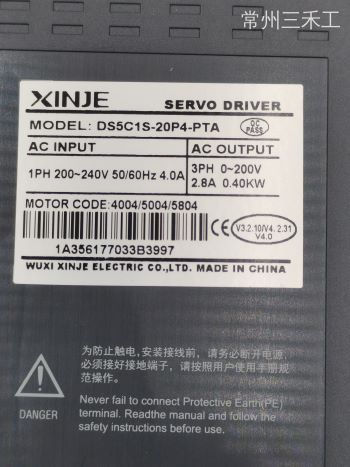 常州三禾工
XINJE
SERVO DRIVER
MODEL: DS5C1S-20P4-PTA
QC
PASS
AC INPUT
AC OUTPUT
1PH 200~240V 50/60Hz 4.0A
3PH 0~200V
2.8A 0.40KW
MOTOR CODE:4004/5004/5804
CE
V3.2.10/V4.2.31
V4.0
1A356177033B3997
WUXI XINJE ELECTRIC CO.,LTD. MADE IN CHINA
为防止触电,安装接线前,请务必断开电源,
必须接好接地端子,请按照用户使用手册规
范操作。
DANGER
Never fail to connect Protective Earth(PE)
terminal. Readthe manual and follow the
safety instructions before use.